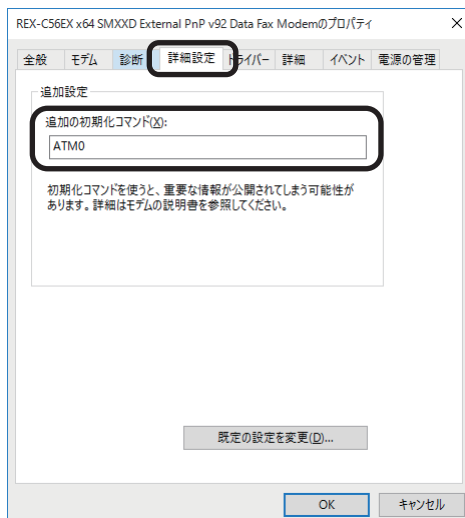 REX-C56EX x64 SMXXD External PnP v92 Data Fax Modemのプロパティ
全般 モデム 診断 詳細設定 ドライバー 詳細 イベント 電源の管理
追加設定
追加の初期化コマンド(X):
ATM0
初期化コマンドを使うと、重要な情報が公開されてしまう可能性が
あります。詳細はモデムの説明書を参照してください。
既定の設定を変更(D)...
OK キャンセル